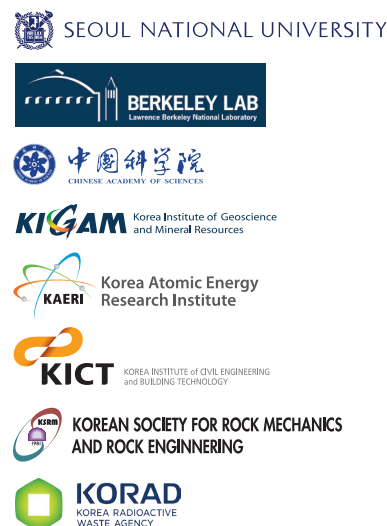 SEOUL NATIONAL UNIVERSITY
BERKELEY LAB
Lawrence Berkeley National Laboratory
中國科学院
CHINESE ACADEMY OF SCIENCES
KIGAM Korea Institute of Geoscience
and Mineral Resources
KAERI Korea Atomic Energy
Research Institute
KICT KOREA INSTITUTE of CIVIL ENGINEERING
and BUILDING TECHNOLOGY
KSRM
1981
KOREAN SOCIETY FOR ROCK MECHANICS
AND ROCK ENGINNERING
KORAD
KOREA RADIOACTIVE
WASTE AGENCY